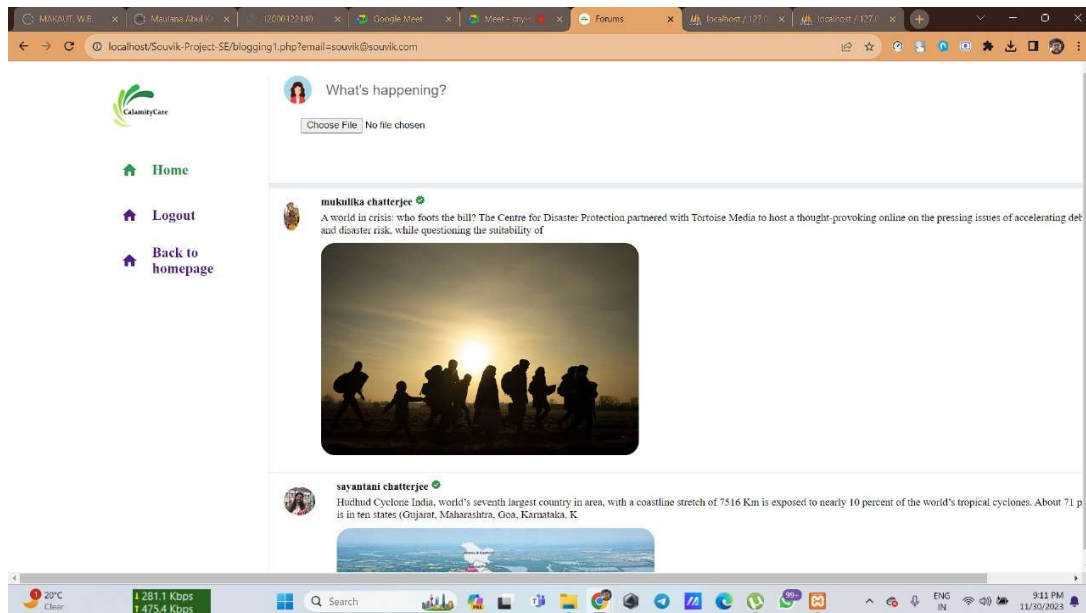 MAKAUT, W.B.
Maulana Abul Ka
12000122140
Google Meet
Meet - cny-
Forums
localhost / 127.0
localhost / 127.0
localhost/Souvik-Project-SE/blogging1.php?email=souvik@souvik.com
CalamityCare
What's happening?
Choose File No file chosen
Home
Logout
Back to
homepage
mukulika chatterjee
A world in crisis: who foots the bill? The Centre for Disaster Protection partnered with Tortoise Media to host a thought-provoking online on the pressing issues of accelerating deb
and disaster risk, while questioning the suitability of
sayantani chatterjee
Hudhud Cyclone India, world's seventh largest country in area, with a coastline stretch of 7516 Km is exposed to nearly 10 percent of the world's tropical cyclones. About 71 p
is in ten states (Gujarat, Maharashtra, Goa, Karnataka, K
20°C
Clear
281.1 Kbps
475.4 Kbps
Search
99+
ENG
IN
9:11 PM
11/30/2023